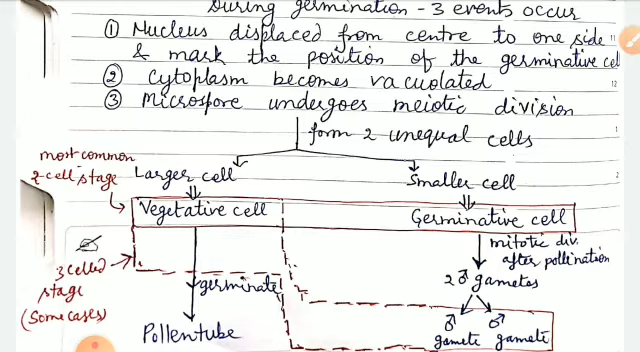 During germination - 3 events occur
① Nucleus displaced from centre to one side
& mark the position of the germinative cell
② Cytoplasm becomes vacuolated
③ Microspore undergoes meiotic division
form 2 unequal cells
most common
2 cell stage
Larger cell
Smaller cell
Vegetative cell
Germinative cell
mitotic div.
after pollination
3 celled
stage
(Some cases)
germinate
2 ♂ gametes
Pollentube
♂ ♂
gamete gamete